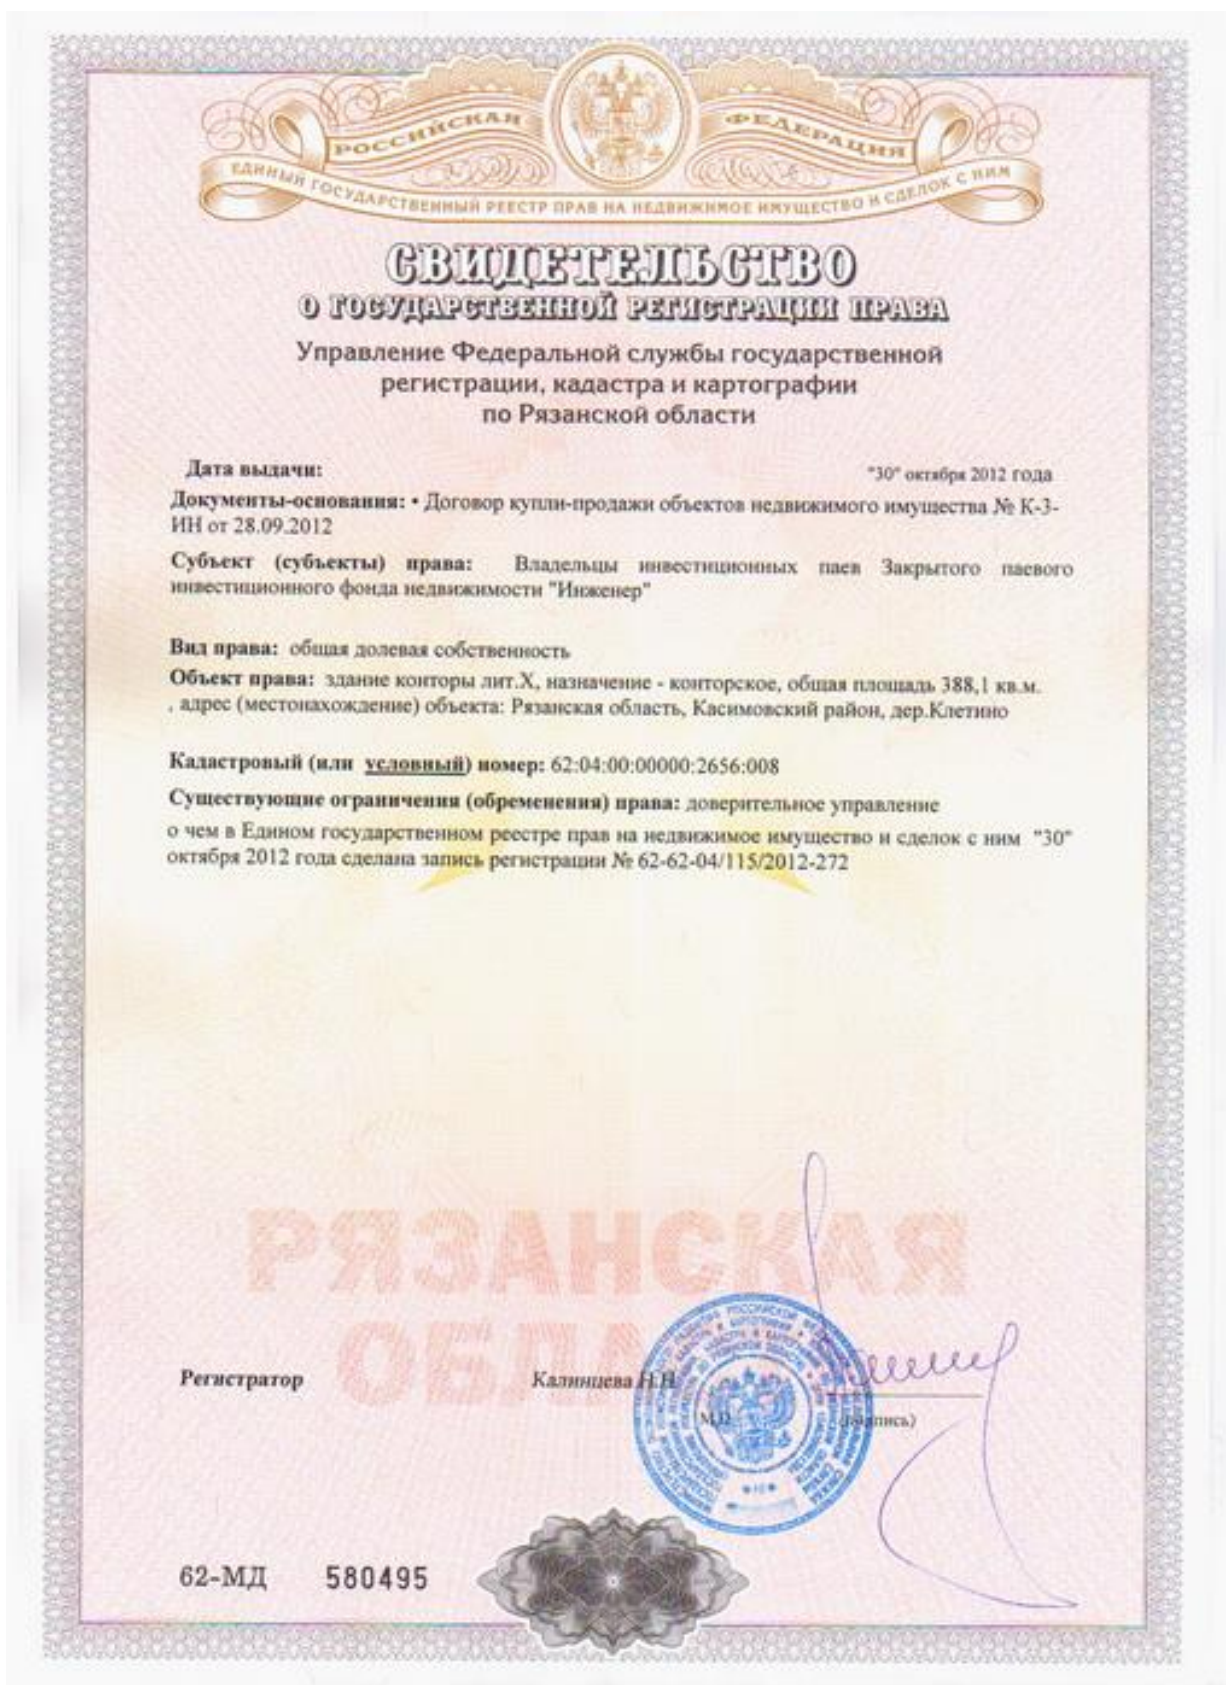 РОССИЙСКАЯ ФЕДЕРАЦИЯ
ЕДИНЫЙ ГОСУДАРСТВЕННЫЙ РЕЕСТР ПРАВ НА НЕДВИЖИМОЕ ИМУЩЕСТВО И СДЕЛОК С НИМ
СВИДЕТЕЛЬСТВО
О ГОСУДАРСТВЕННОЙ РЕГИСТРАЦИИ ПРАВА
Управление Федеральной службы государственной
регистрации, кадастра и картографии
по Рязанской области
Дата выдачи: "30" октября 2012 года
Документы-основания: • Договор купли-продажи объектов недвижимого имущества № К-3-
ИН от 28.09.2012
Субъект (субъекты) права: Владельцы инвестиционных паев Закрытого паевого
инвестиционного фонда недвижимости "Инженер"
Вид права: общая долевая собственность
Объект права: здание конторы лит.Х, назначение - конторское, общая площадь 388,1 кв.м.
, адрес (местонахождение) объекта: Рязанская область, Касимовский район, дер.Клетино
Кадастровый (или условный) номер: 62:04:00:00000:2656:008
Существующие ограничения (обременения) права: доверительное управление
о чем в Едином государственном реестре прав на недвижимое имущество и сделок с ним "30"
октября 2012 года сделана запись регистрации № 62-62-04/115/2012-272
РЯЗАНСКАЯ
Регистратор Калинцева Н.Н.
М.П.
(подпись)
62-МД 580495